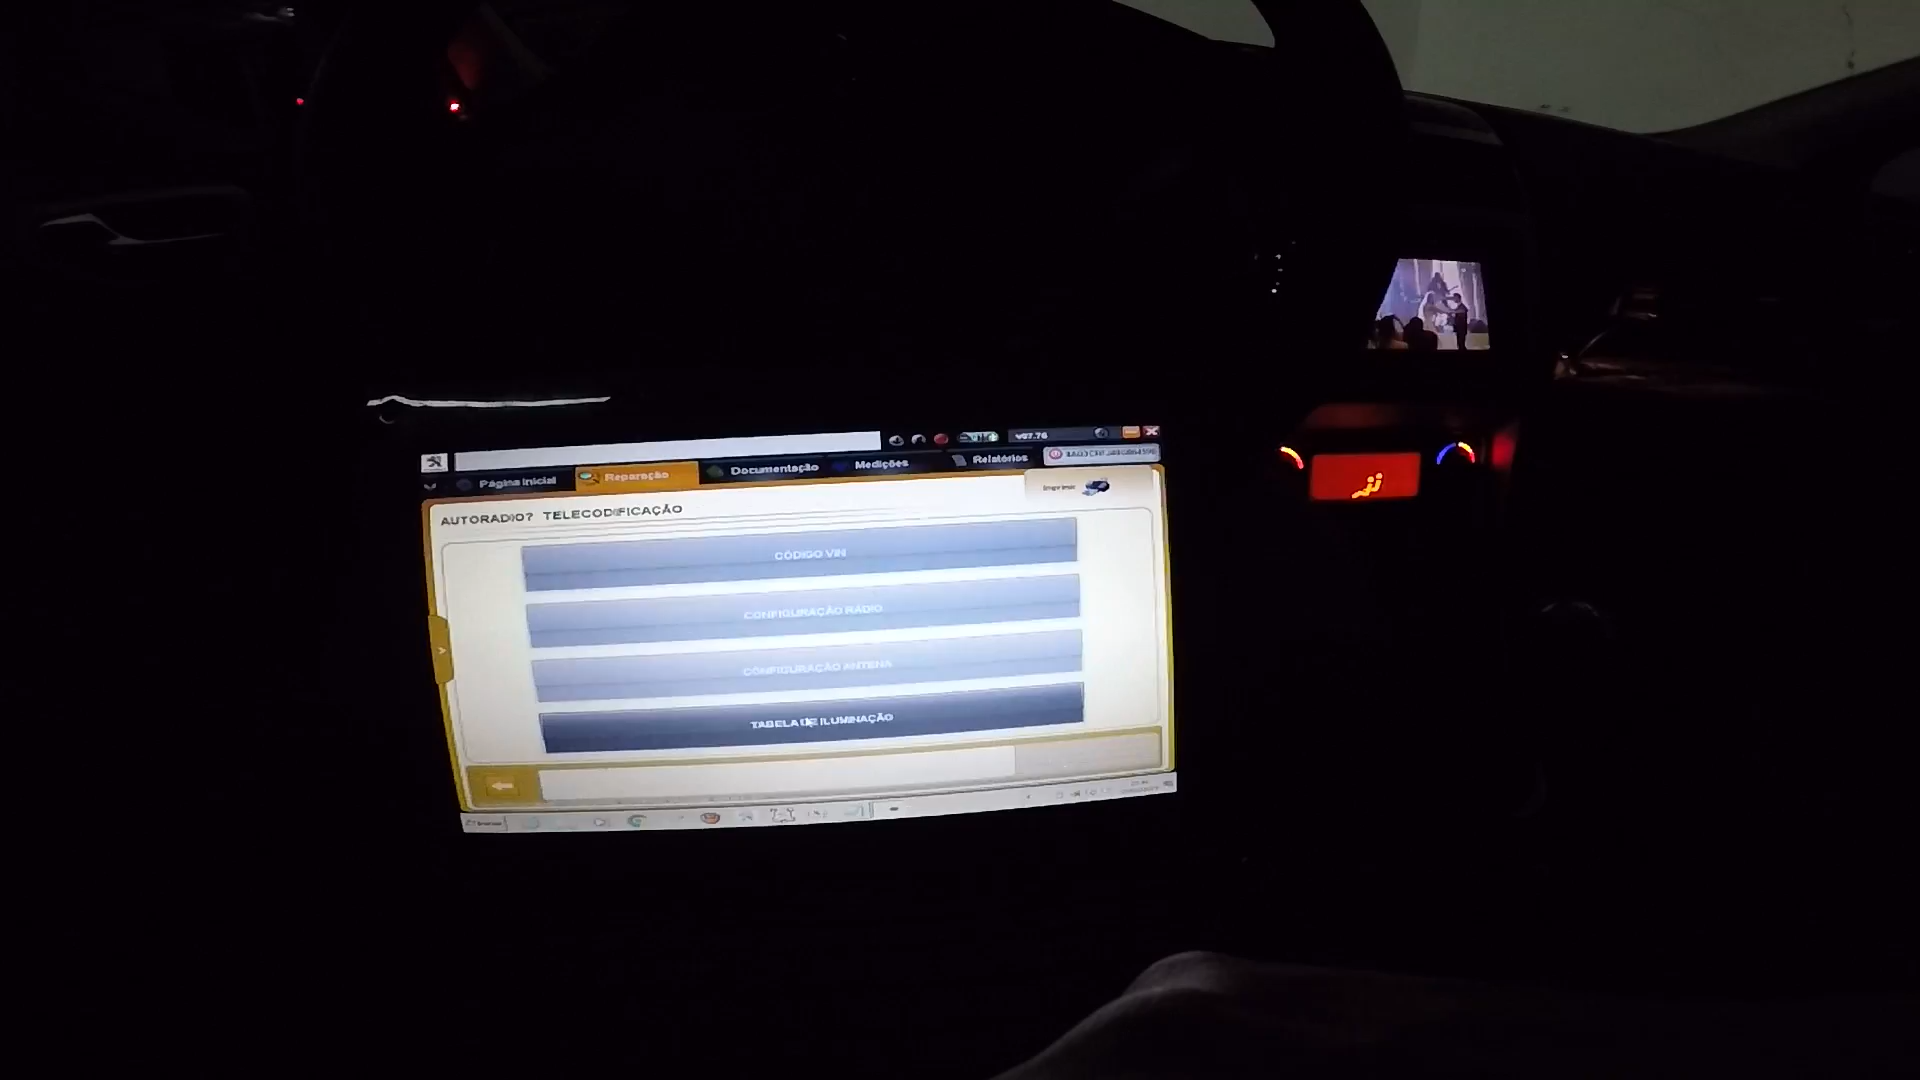 V07.76
Página inicial
Reparação
Documentação
Medições
Relatórios
Imprimir
AUTORADIO? TELECODIFICAÇÃO
CÓDIGO VIN
CONFIGURAÇÃO RÁDIO
CONFIGURAÇÃO ANTENA
TABELA DE ILUMINAÇÃO